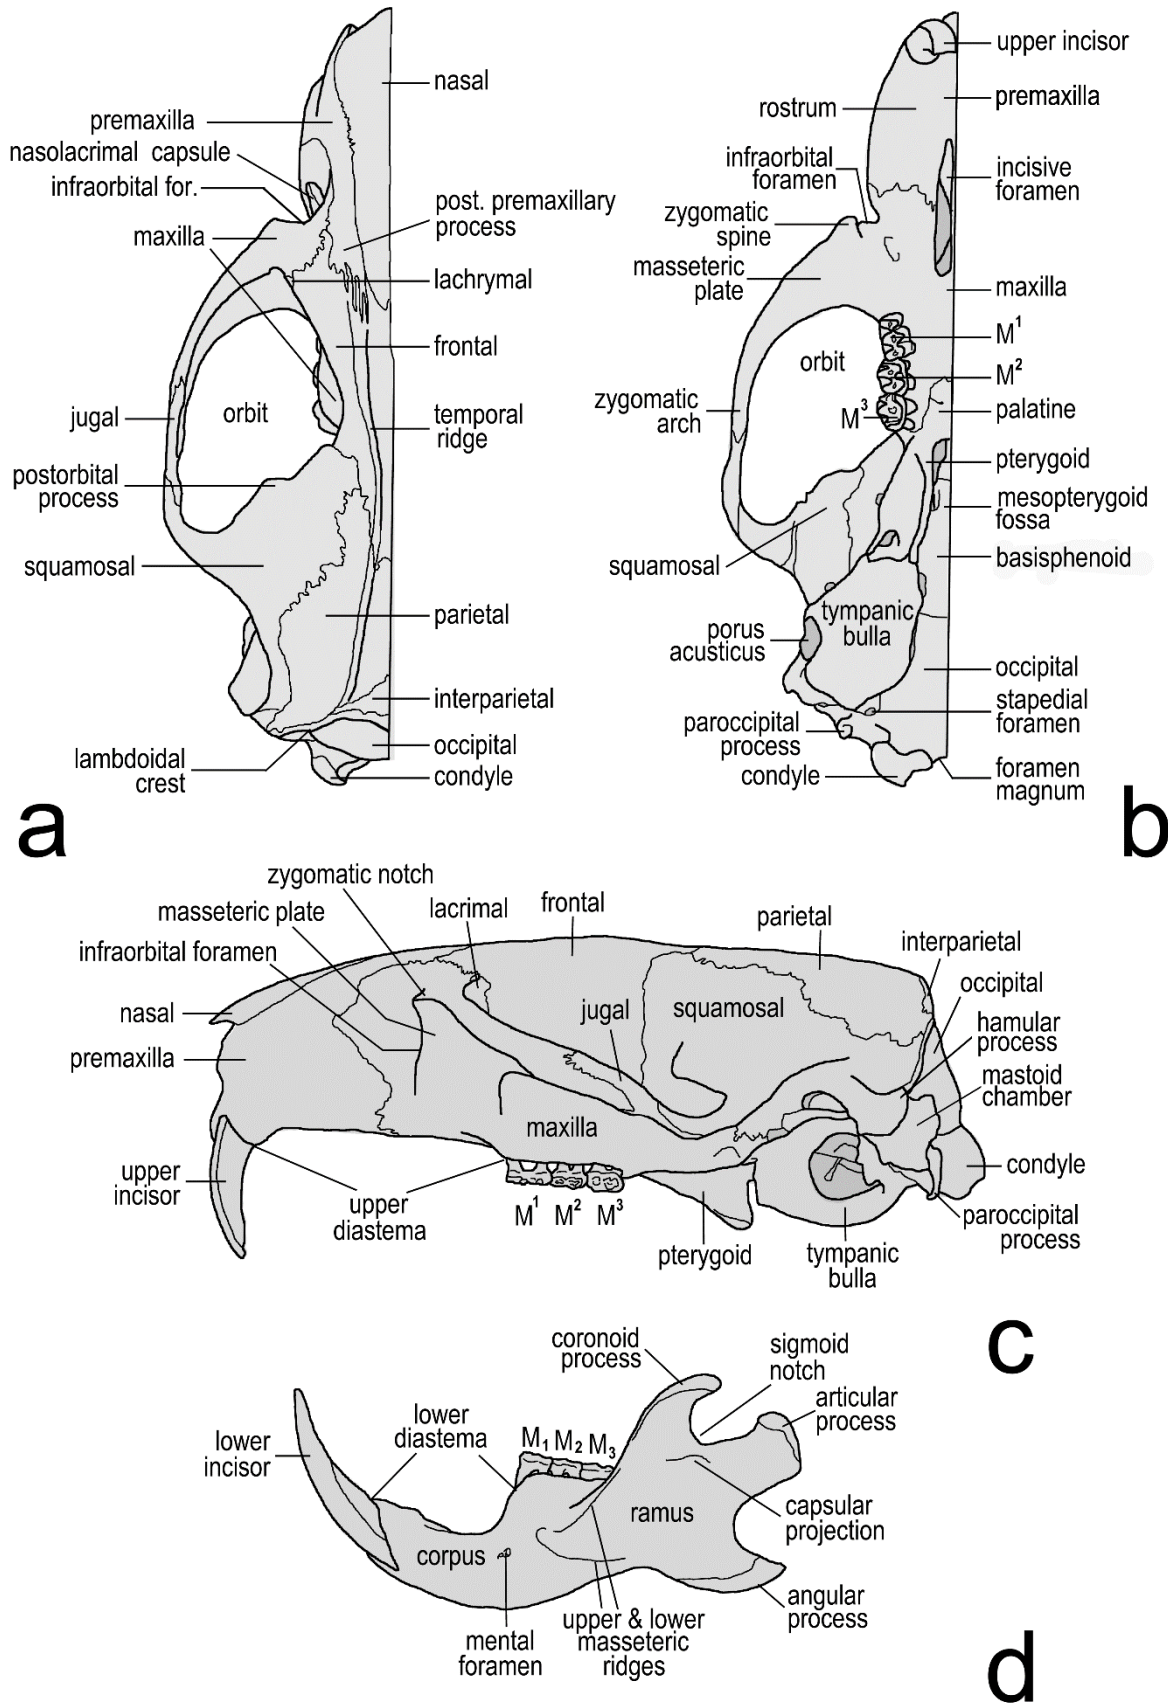 nasal
premaxilla
nasolacrimal capsule
infraorbital for.
maxilla
post. premaxillary
process
lachrymal
frontal
jugal
orbit
temporal
ridge
postorbital
process
squamosal
parietal
interparietal
lambdoidal
crest
occipital
condyle
a
upper incisor
rostrum
premaxilla
infraorbital
foramen
incisive
foramen
zygomatic
spine
masseteric
plate
maxilla
M¹
orbit
M²
zygomatic
arch
M³
palatine
pterygoid
mesopterygoid
fossa
squamosal
basisphenoid
tympanic
bulla
porus
acusticus
occipital
stapedial
foramen
paroccipital
process
condyle
foramen
magnum
b
zygomatic notch
masseteric plate
lacrimal
frontal
parietal
infraorbital foramen
interparietal
occipital
nasal
jugal
squamosal
hamular
process
premaxilla
mastoid
chamber
maxilla
upper
incisor
upper
diastema
M¹ M² M³
condyle
pterygoid
tympanic
bulla
paroccipital
process
c
coronoid
process
sigmoid
notch
articular
process
lower
diastema
M₁ M₂ M₃
lower
incisor
ramus
capsular
projection
corpus
angular
process
mental
foramen
upper & lower
masseteric
ridges
d